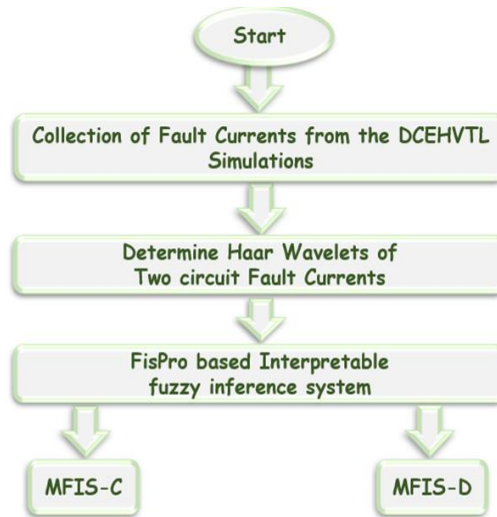 Start
Collection of Fault Currents from the DCEHVTL
Simulations
Determine Haar Wavelets of
Two circuit Fault Currents
FisPro based Interpretable
fuzzy inference system
MFIS-C
MFIS-D